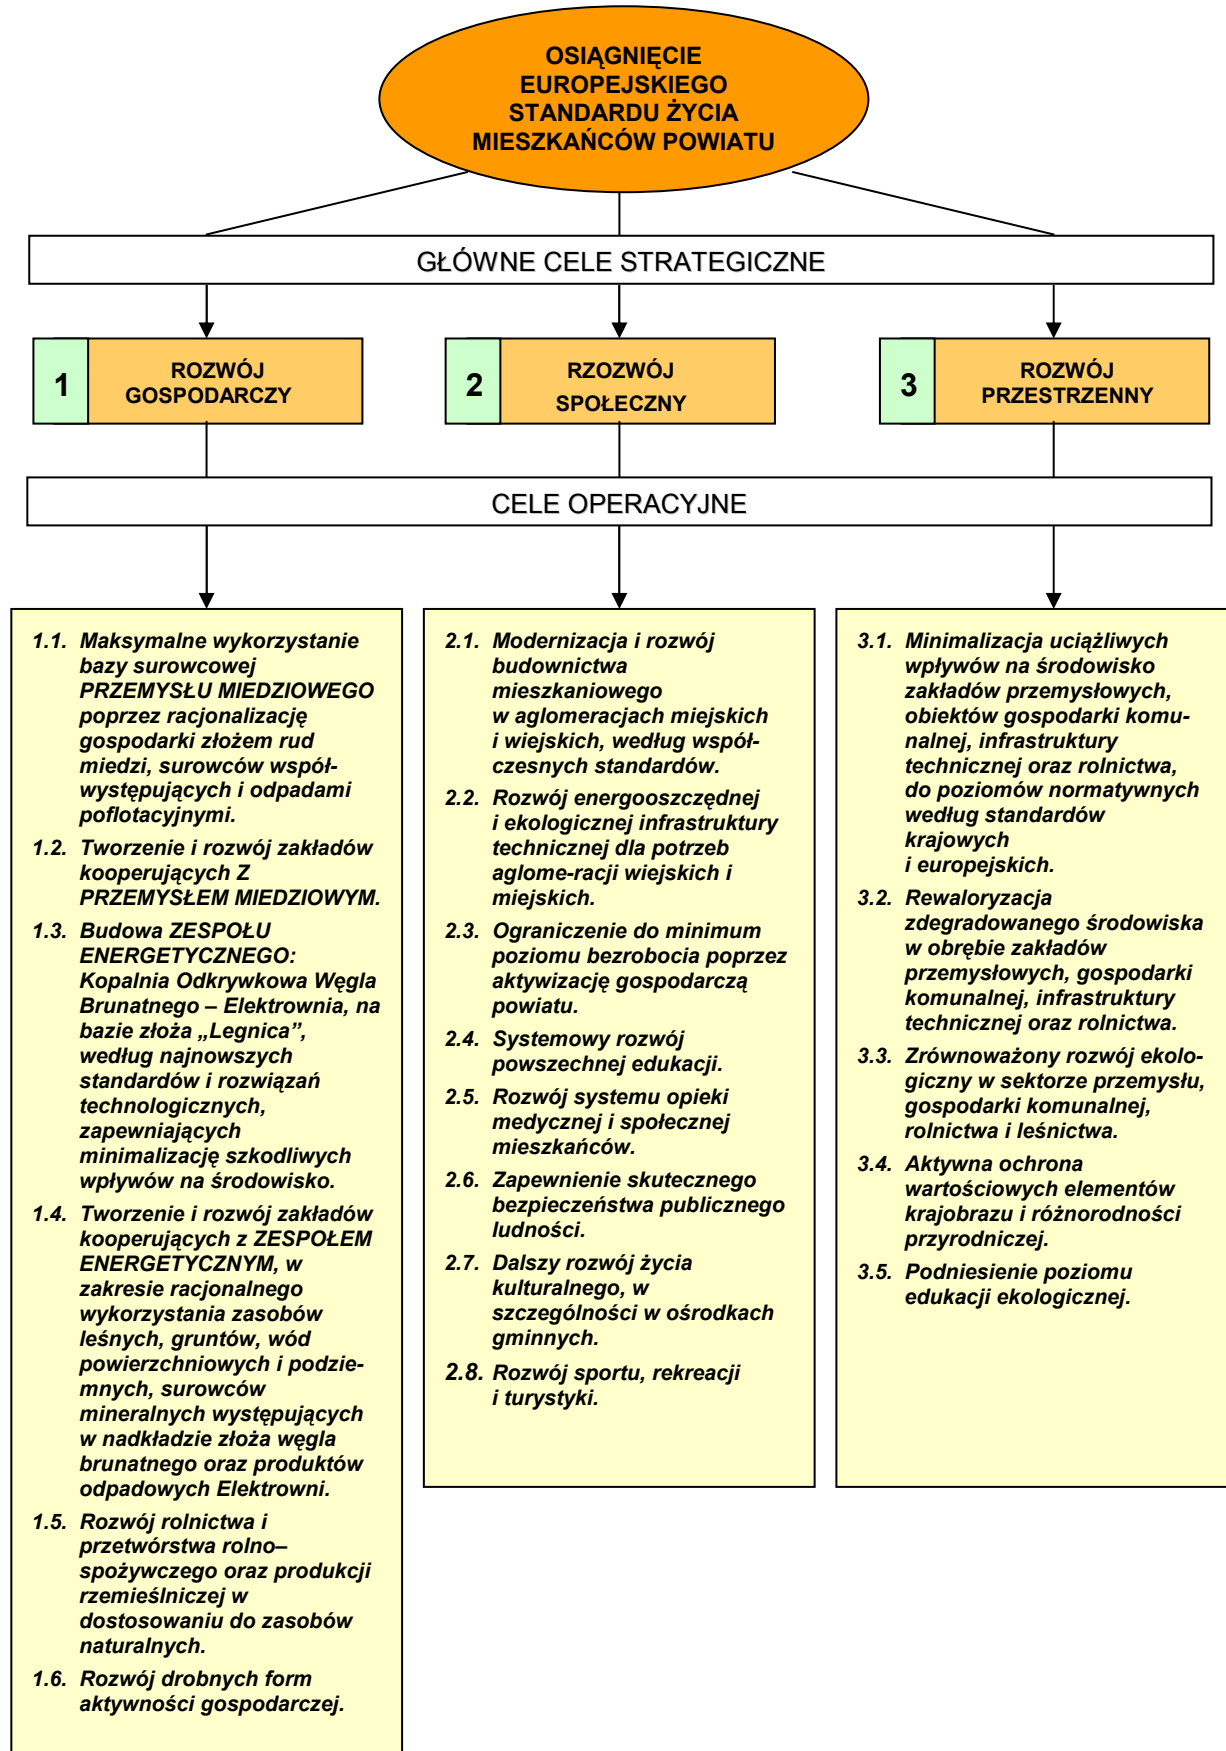 OSIĄGNIĘCIE
EUROPEJSKIEGO
STANDARDU ŻYCIA
MIESZKAŃCÓW POWIATU
GŁÓWNE CELE STRATEGICZNE
1
ROZWÓJ
GOSPODARCZY
2
RZOZWÓJ
SPOŁECZNY
3
ROZWÓJ
PRZESTRZENNY
CELE OPERACYJNE
1.1. Maksymalne wykorzystanie
bazy surowcowej
PRZEMYSŁU MIEDZIOWEGO
poprzez racjonalizację
gospodarki złożem rud
miedzi, surowców współ-
występujących i odpadami
poflotacyjnymi.
1.2. Tworzenie i rozwój zakładów
kooperujących Z
PRZEMYSŁEM MIEDZIOWYM.
1.3. Budowa ZESPOŁU
ENERGETYCZNEGO:
Kopalnia Odkrywkowa Węgla
Brunatnego – Elektrownia, na
bazie złoża „Legnica”,
według najnowszych
standardów i rozwiązań
technologicznych,
zapewniających
minimalizację szkodliwych
wpływów na środowisko.
1.4. Tworzenie i rozwój zakładów
kooperujących z ZESPOŁEM
ENERGETYCZNYM, w
zakresie racjonalnego
wykorzystania zasobów
leśnych, gruntów, wód
powierzchniowych i podzie-
mnych, surowców
mineralnych występujących
w nadkładzie złoża węgla
brunatnego oraz produktów
odpadowych Elektrowni.
1.5. Rozwój rolnictwa i
przetwórstwa rolno–
spożywczego oraz produkcji
rzemieślniczej w
dostosowaniu do zasobów
naturalnych.
1.6. Rozwój drobnych form
aktywności gospodarczej.
2.1. Modernizacja i rozwój
budownictwa
mieszkaniowego
w aglomeracjach miejskich
i wiejskich, według współ-
czesnych standardów.
2.2. Rozwój energooszczędnej
i ekologicznej infrastruktury
technicznej dla potrzeb
aglome-racji wiejskich i
miejskich.
2.3. Ograniczenie do minimum
poziomu bezrobocia poprzez
aktywizację gospodarczą
powiatu.
2.4. Systemowy rozwój
powszechnej edukacji.
2.5. Rozwój systemu opieki
medycznej i społecznej
mieszkańców.
2.6. Zapewnienie skutecznego
bezpieczeństwa publicznego
ludności.
2.7. Dalszy rozwój życia
kulturalnego, w
szczególności w ośrodkach
gminnych.
2.8. Rozwój sportu, rekreacji
i turystyki.
3.1. Minimalizacja uciążliwych
wpływów na środowisko
zakładów przemysłowych,
obiektów gospodarki komu-
nalnej, infrastruktury
technicznej oraz rolnictwa,
do poziomów normatywnych
według standardów
krajowych
i europejskich.
3.2. Rewaloryzacja
zdegradowanego środowiska
w obrębie zakładów
przemysłowych, gospodarki
komunalnej, infrastruktury
technicznej oraz rolnictwa.
3.3. Zrównoważony rozwój ekolo-
giczny w sektorze przemysłu,
gospodarki komunalnej,
rolnictwa i leśnictwa.
3.4. Aktywna ochrona
wartościowych elementów
krajobrazu i różnorodności
przyrodniczej.
3.5. Podniesienie poziomu
edukacji ekologicznej.